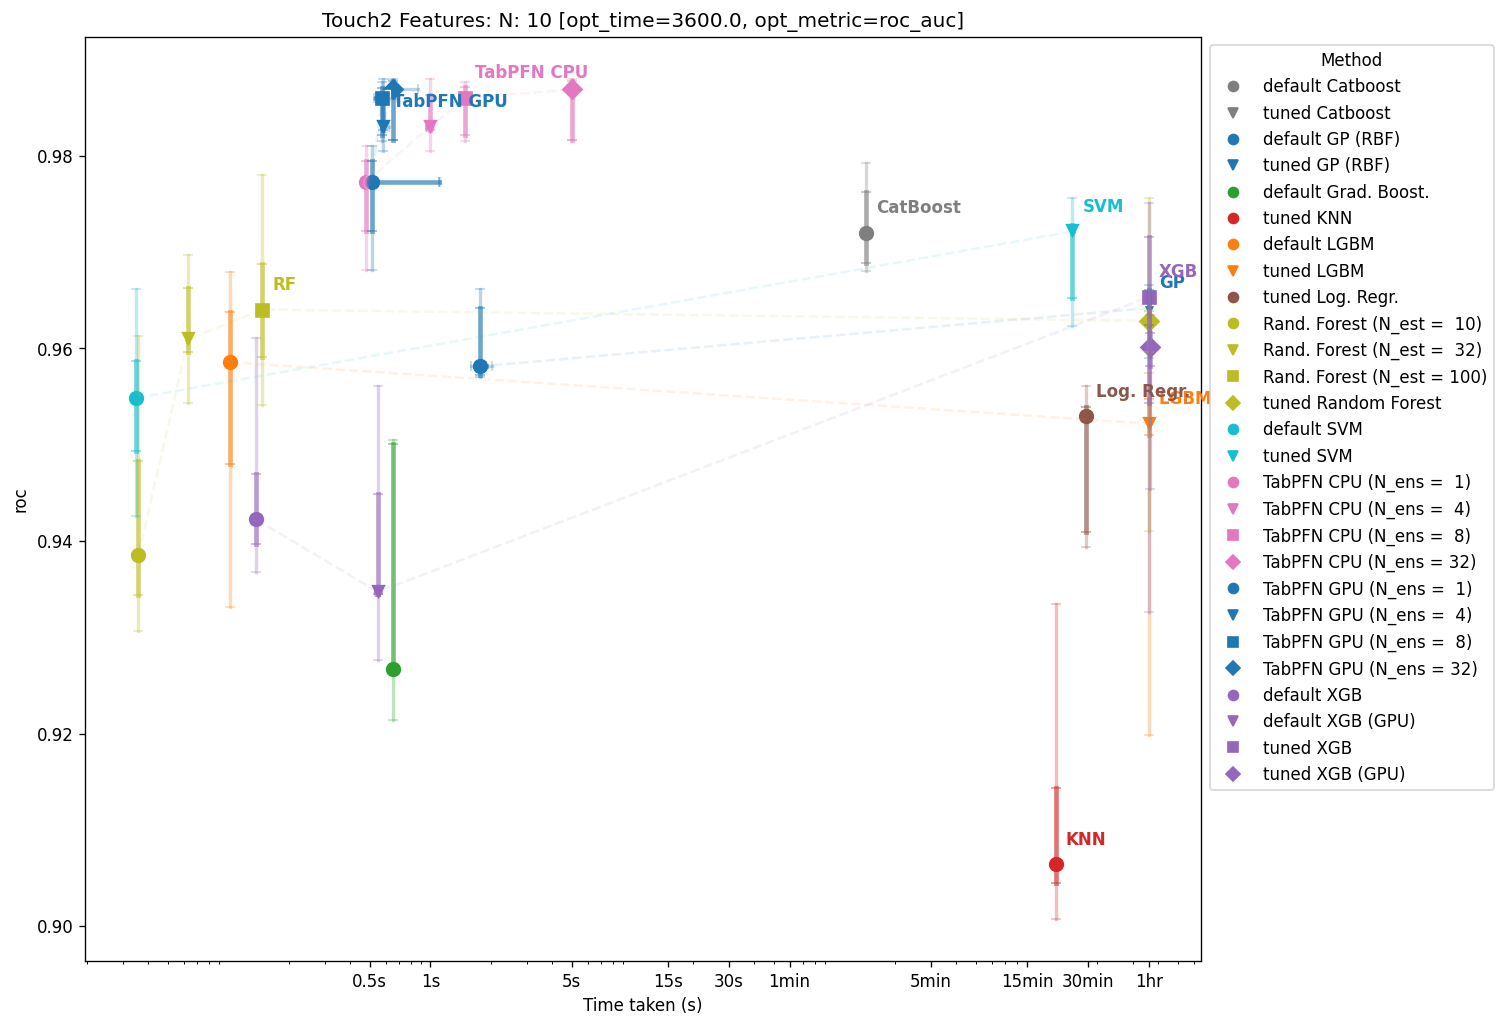 Touch2 Features: N: 10 [opt_time=3600.0, opt_metric=roc_auc]
TabPFN CPU
TabPFN GPU
CatBoost
SVM
XGB
GP
RF
Log. Regr.
LGBM
KNN
0.98
0.96
0.94
0.92
0.90
roc
0.5s
1s
5s
15s
30s
1min
5min
15min
30min
1hr
Time taken (s)
Method
default Catboost
tuned Catboost
default GP (RBF)
tuned GP (RBF)
default Grad. Boost.
tuned KNN
default LGBM
tuned LGBM
tuned Log. Regr.
Rand. Forest (N_est =  10)
Rand. Forest (N_est =  32)
Rand. Forest (N_est = 100)
tuned Random Forest
default SVM
tuned SVM
TabPFN CPU (N_ens =  1)
TabPFN CPU (N_ens =  4)
TabPFN CPU (N_ens =  8)
TabPFN CPU (N_ens = 32)
TabPFN GPU (N_ens =  1)
TabPFN GPU (N_ens =  4)
TabPFN GPU (N_ens =  8)
TabPFN GPU (N_ens = 32)
default XGB
default XGB (GPU)
tuned XGB
tuned XGB (GPU)